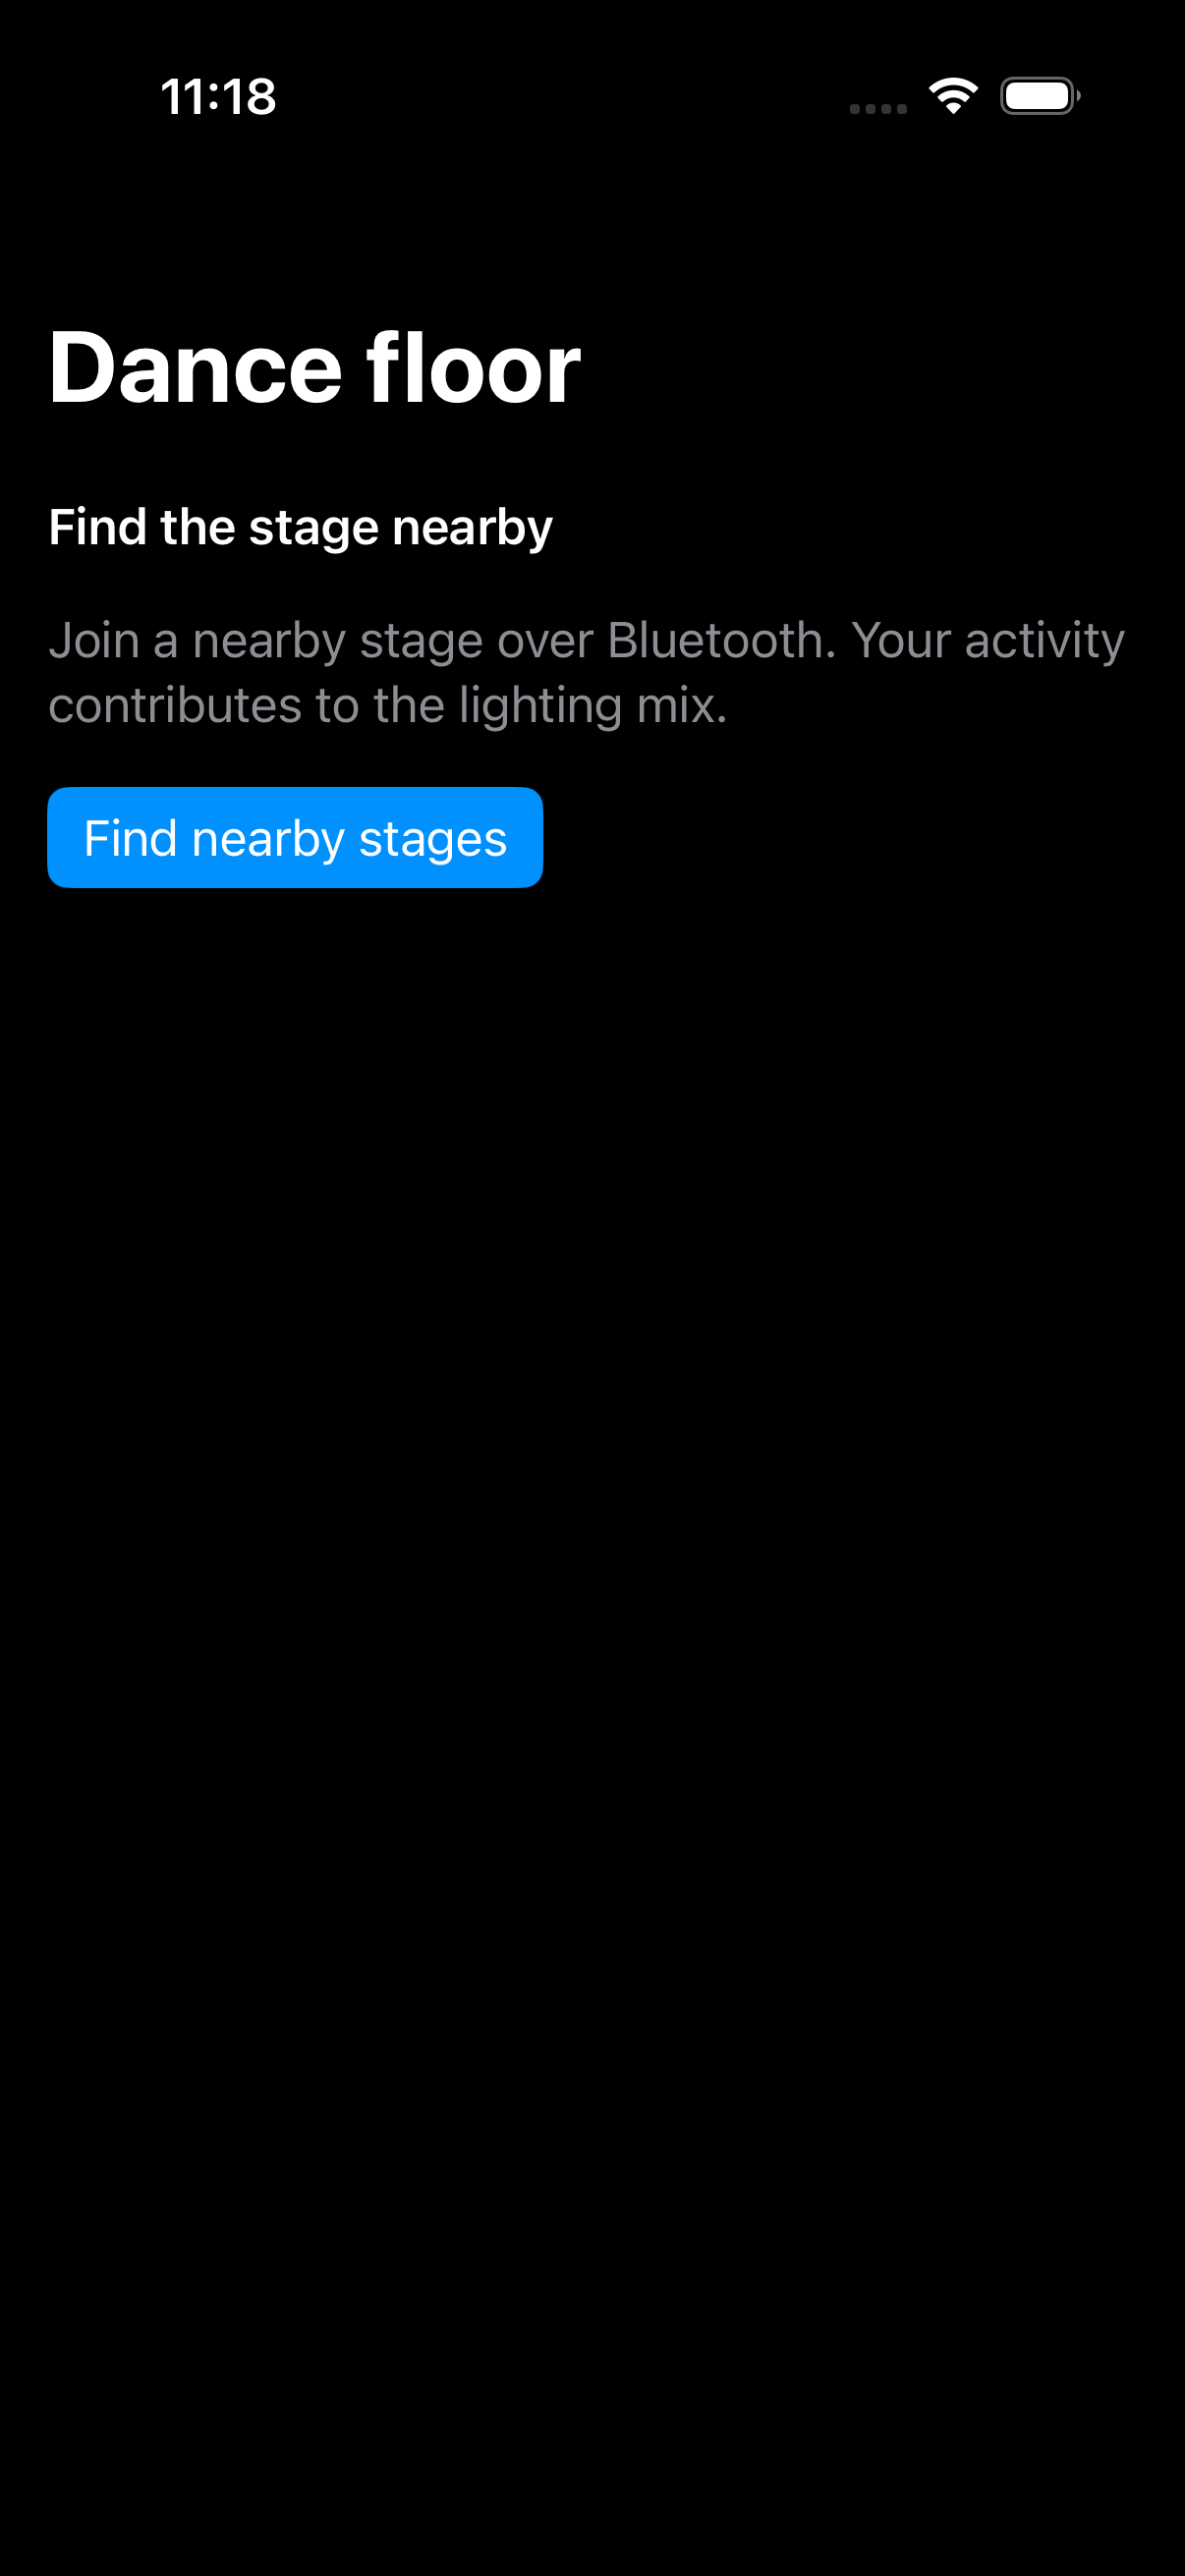 11:18
Dance floor
Find the stage nearby
Join a nearby stage over Bluetooth. Your activity
contributes to the lighting mix.
Find nearby stages